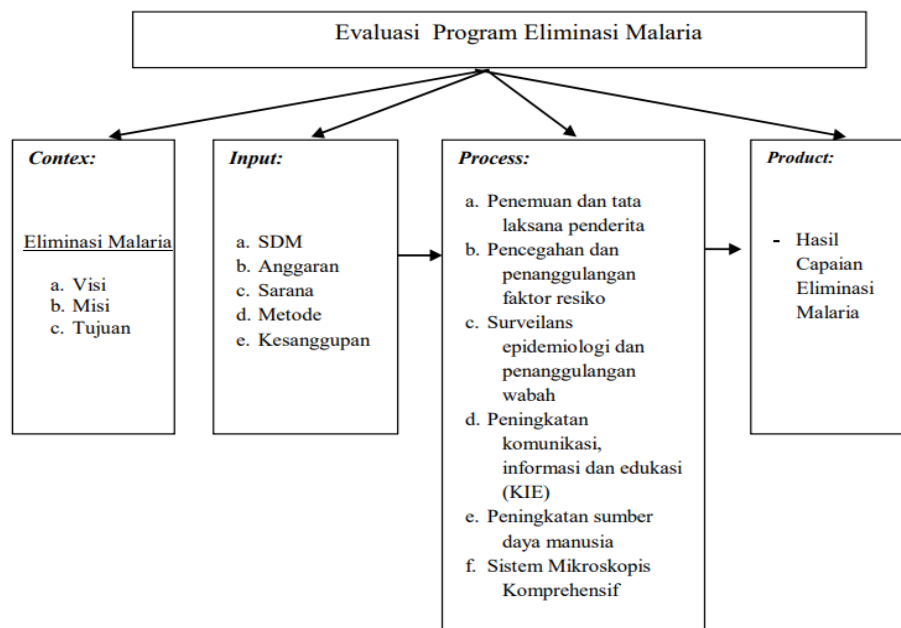 Evaluasi Program Eliminasi Malaria
Contex:
Eliminasi Malaria
a. Visi
b. Misi
c. Tujuan
Input:
a. SDM
b. Anggaran
c. Sarana
d. Metode
e. Kesanggupan
Process:
a. Penemuan dan tata
laksana penderita
b. Pencegahan dan
penanggulangan
faktor resiko
c. Surveilans
epidemiologi dan
penanggulangan
wabah
d. Peningkatan
komunikasi,
informasi dan edukasi
(KIE)
e. Peningkatan sumber
daya manusia
f. Sistem Mikroskopis
Komprehensif
Product:
- Hasil
Capaian
Eliminasi
Malaria